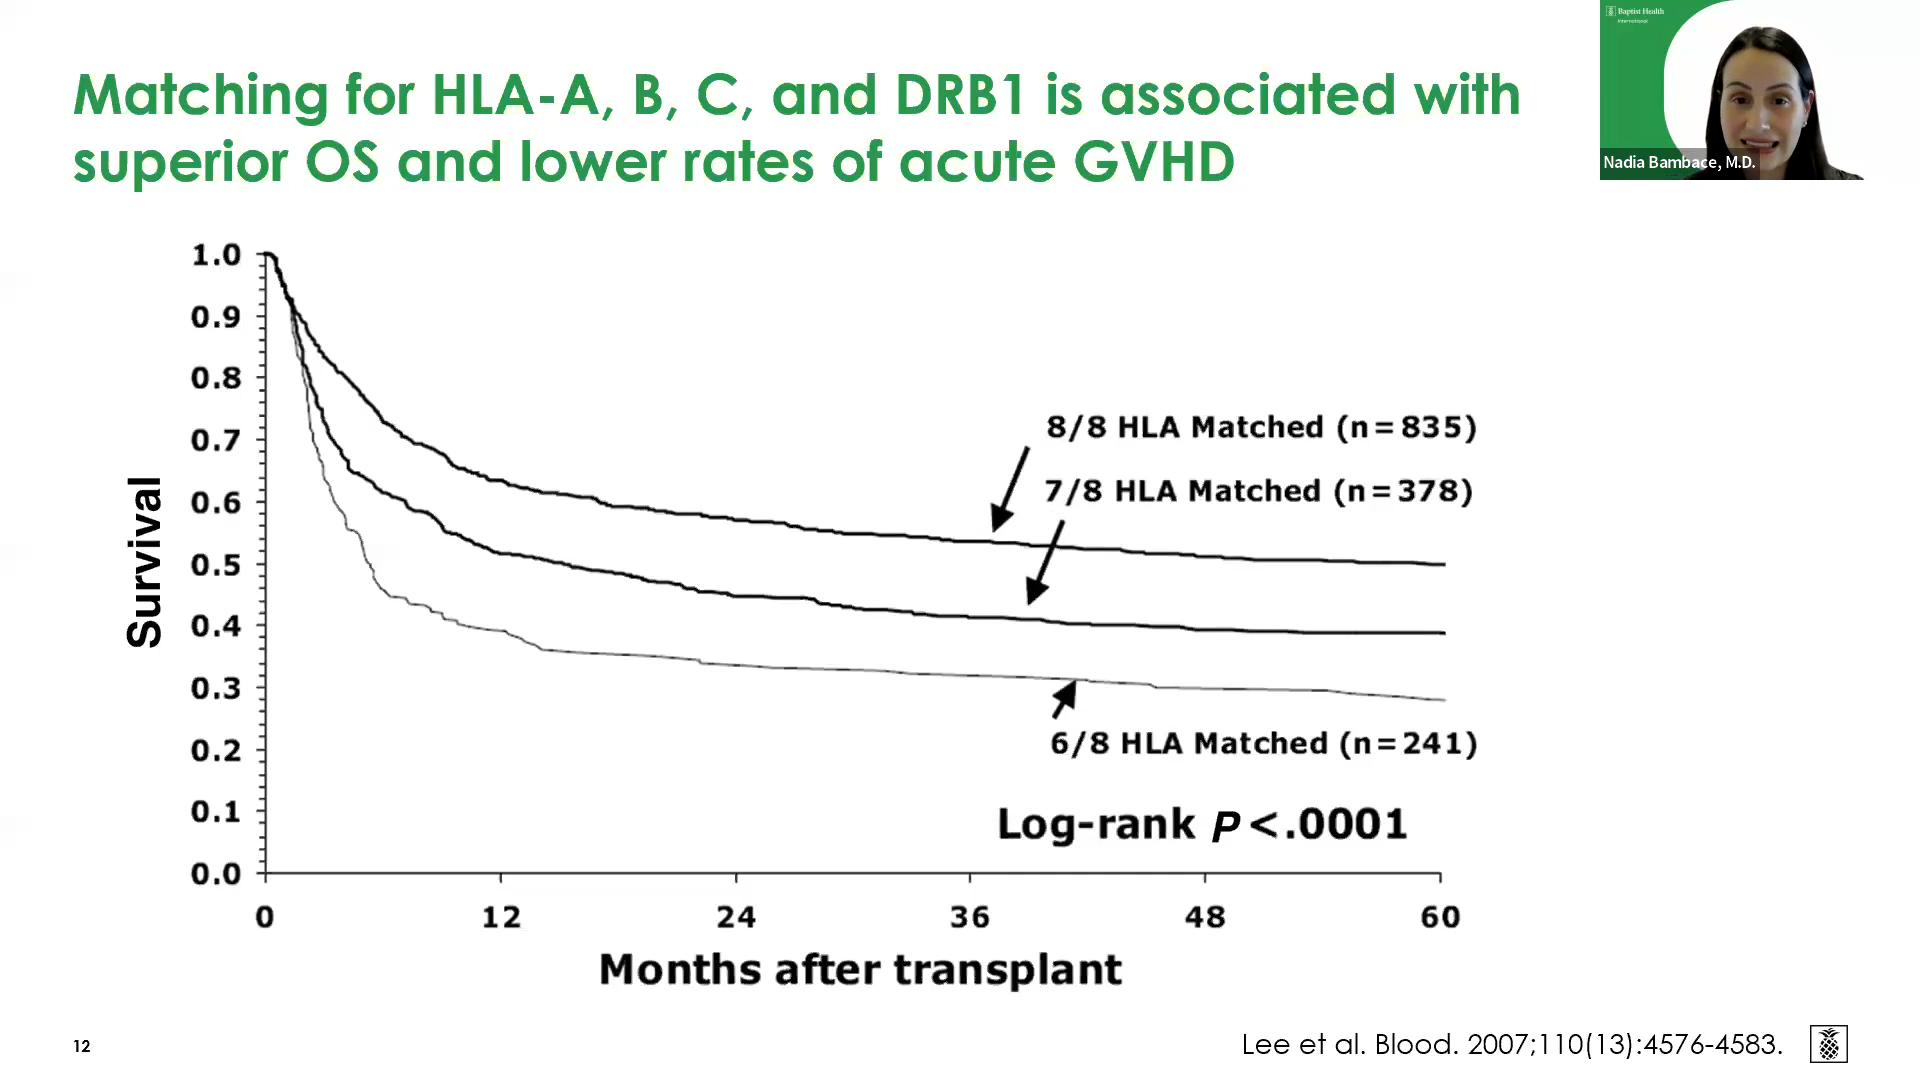 Matching for HLA-A, B, C, and DRB1 is associated with
superior OS and lower rates of acute GVHD
Baptist Health
International
Nadia Bambace, M.D.
1.0
0.9
0.8
0.7
0.6
0.5
0.4
0.3
0.2
0.1
0.0
Survival
8/8 HLA Matched (n=835)
7/8 HLA Matched (n=378)
6/8 HLA Matched (n=241)
Log-rank P<.0001
0 12 24 36 48 60
Months after transplant
12
Lee et al. Blood. 2007;110(13):4576-4583.